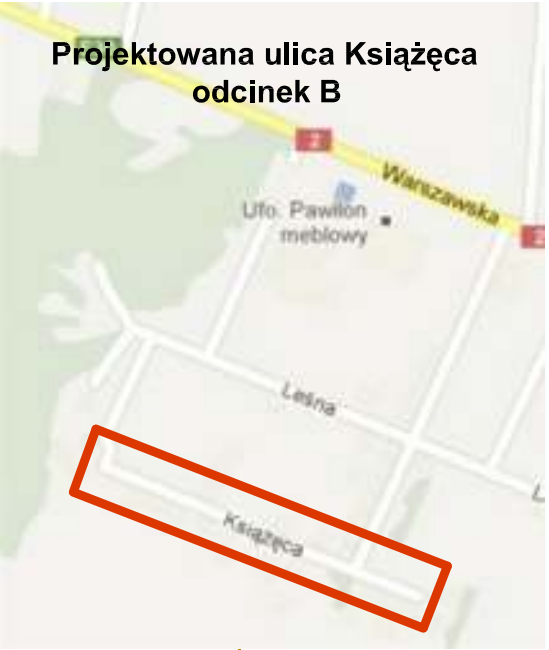 Projektowana ulica Książęca
odcinek B
2
Warszawska
Ufo. Pawilon
meblowy
2
Leśna
L
Książęca